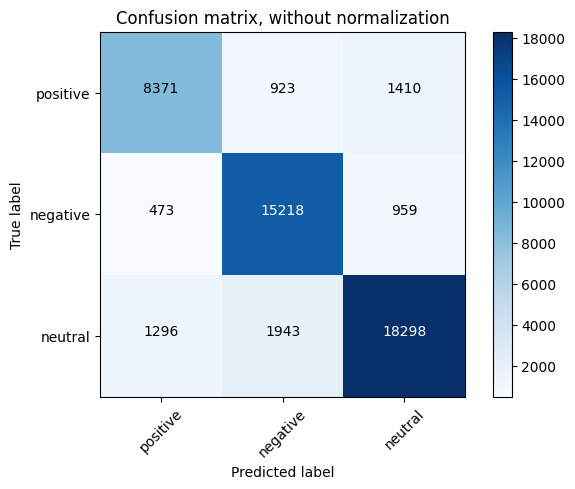 Confusion matrix, without normalization
True label
positive
negative
neutral
8371 923 1410
473 15218 959
1296 1943 18298
positive
negative
neutral
Predicted label
18000
16000
14000
12000
10000
8000
6000
4000
2000